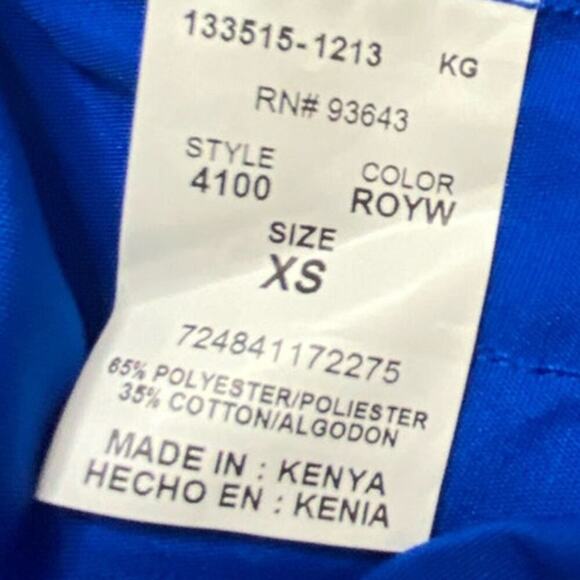 133515-1213 KG
RN# 93643
STYLE COLOR
4100 ROYW
SIZE
XS
724841172275
65% POLYESTER/POLIESTER
35% COTTON/ALGODON
MADE IN : KENYA
HECHO EN : KENIA